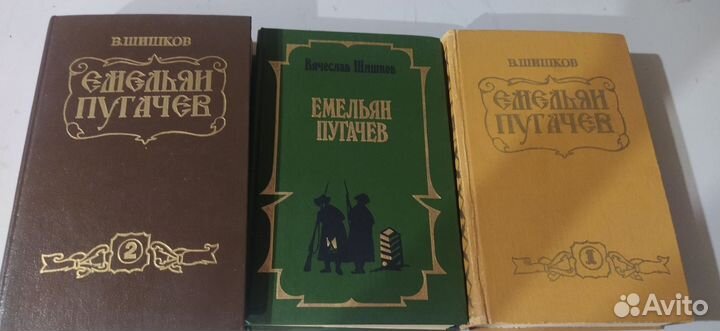 В.ШИШКОВ
ЕМЕЛЬЯН
ПУГАЧЕВ
2
Вячеслав Шишков
ЕМЕЛЬЯН
ПУГАЧЕВ
В.ШИШКОВ
ЕМЕЛЬЯН
ПУГАЧЕВ
1
Avito